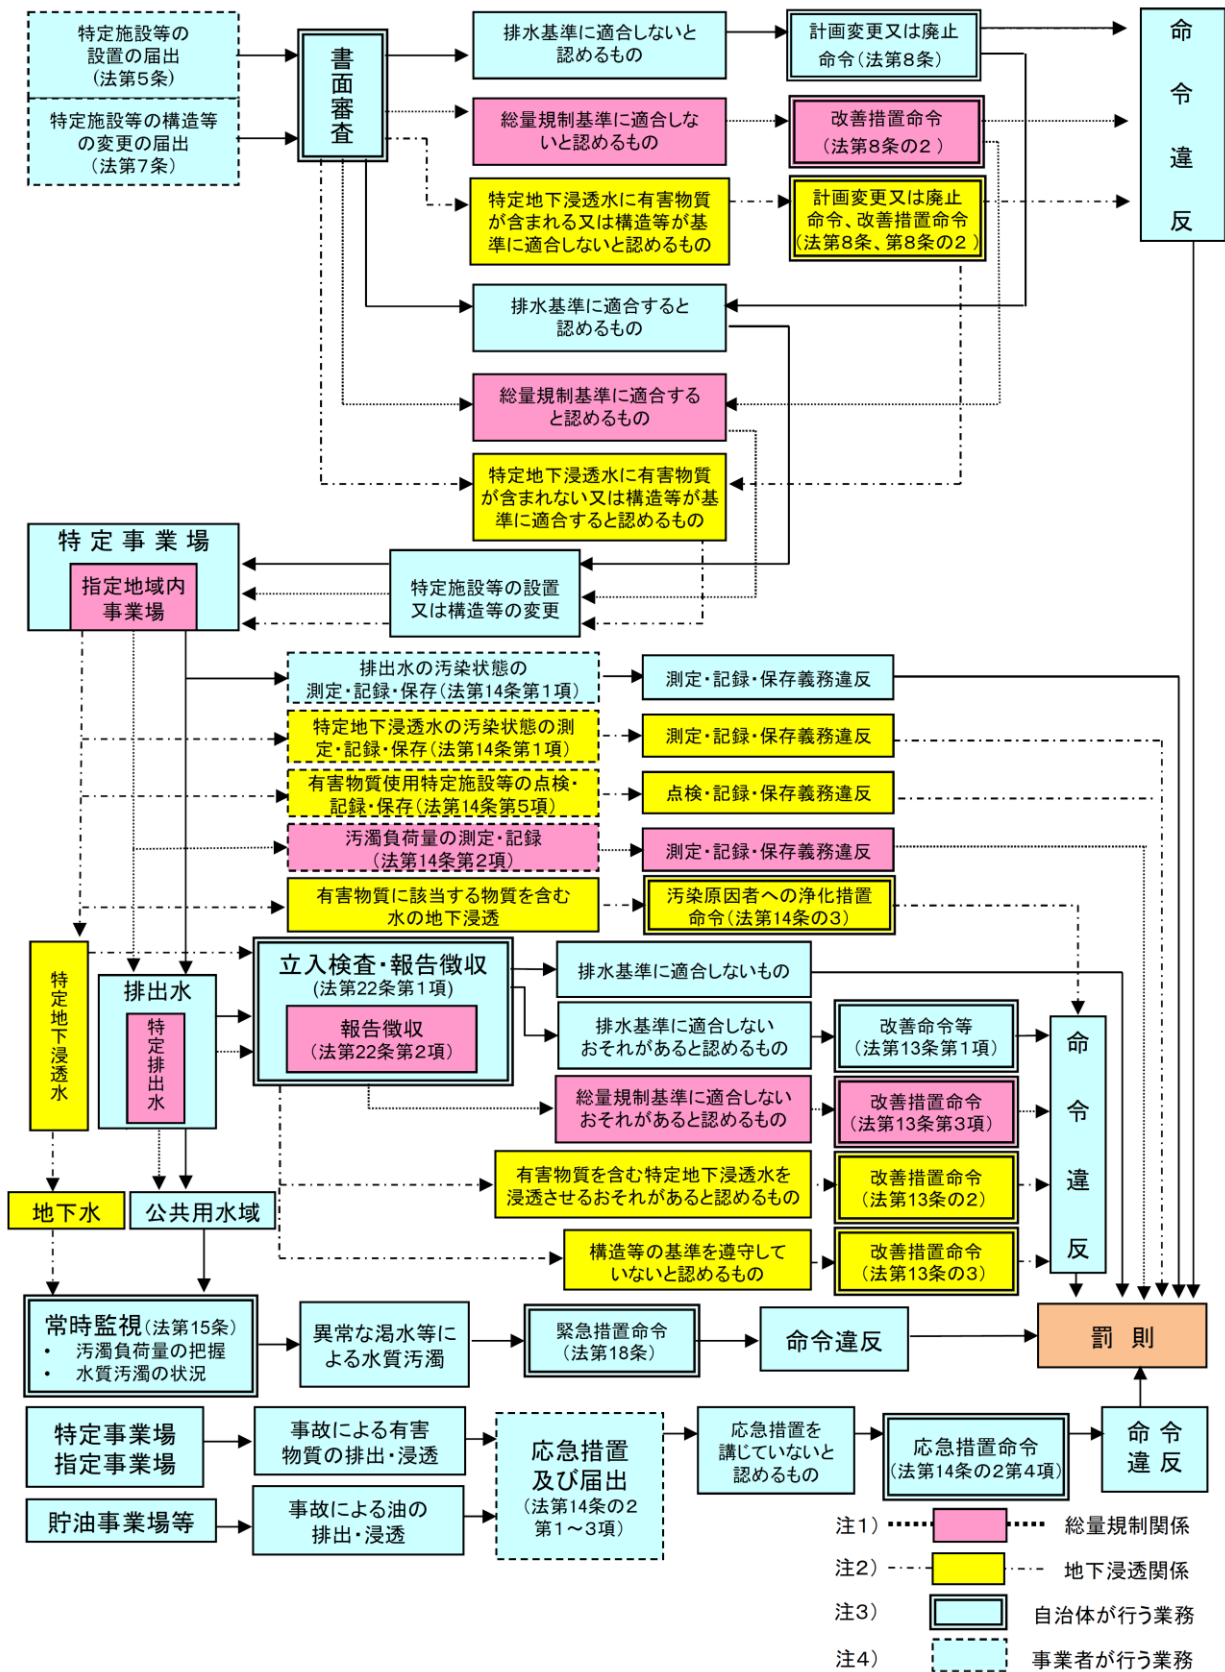 特定施設等の
設置の届出
(法第5条)
特定施設等の構造等
の変更の届出
(法第7条)
書面審査
排水基準に適合しないと
認めるもの
計画変更又は廃止
命令(法第8条)
命令違反
総量規制基準に適合しな
いと認めるもの
改善措置命令
(法第8条の2)
特定地下浸透水に有害物質
が含まれる又は構造等が基
準に適合しないと認めるもの
計画変更又は廃止
命令、改善措置命令
(法第8条、第8条の2)
排水基準に適合すると
認めるもの
総量規制基準に適合する
と認めるもの
特定地下浸透水に有害物質
が含まれない又は構造等が基
準に適合すると認めるもの
特定事業場
指定地域内
事業場
特定施設等の設置
又は構造等の変更
排出水の汚染状態の
測定・記録・保存(法第14条第1項)
測定・記録・保存義務違反
特定地下浸透水の汚染状態の測
定・記録・保存(法第14条第1項)
測定・記録・保存義務違反
有害物質使用特定施設等の点検・
記録・保存(法第14条第5項)
点検・記録・保存義務違反
汚濁負荷量の測定・記録
(法第14条第2項)
測定・記録・保存義務違反
有害物質に該当する物質を含む
水の地下浸透
汚染原因者への浄化措置
命令(法第14条の3)
特定地下浸透水
排出水
特定排出水
立入検査・報告徴収
(法第22条第1項)
報告徴収
(法第22条第2項)
排水基準に適合しないもの
排水基準に適合しない
おそれがあると認めるもの
改善命令等
(法第13条第1項)
命令違反
総量規制基準に適合しない
おそれがあると認めるもの
改善措置命令
(法第13条第3項)
有害物質を含む特定地下浸透水を
浸透させるおそれがあると認めるもの
改善措置命令
(法第13条の2)
地下水
公共用水域
構造等の基準を遵守して
いないと認めるもの
改善措置命令
(法第13条の3)
常時監視(法第15条)
・ 汚濁負荷量の把握
・ 水質汚濁の状況
異常な渇水等に
よる水質汚濁
緊急措置命令
(法第18条)
命令違反
罰則
特定事業場
指定事業場
事故による有害
物質の排出・浸透
応急措置
及び届出
(法第14条の2
第1～3項)
応急措置を
講じていないと
認めるもの
応急措置命令
(法第14条の2第4項)
命令
違反
貯油事業場等
事故による油の
排出・浸透
注1) 総量規制関係
注2) 地下浸透関係
注3) 自治体が行う業務
注4) 事業者が行う業務